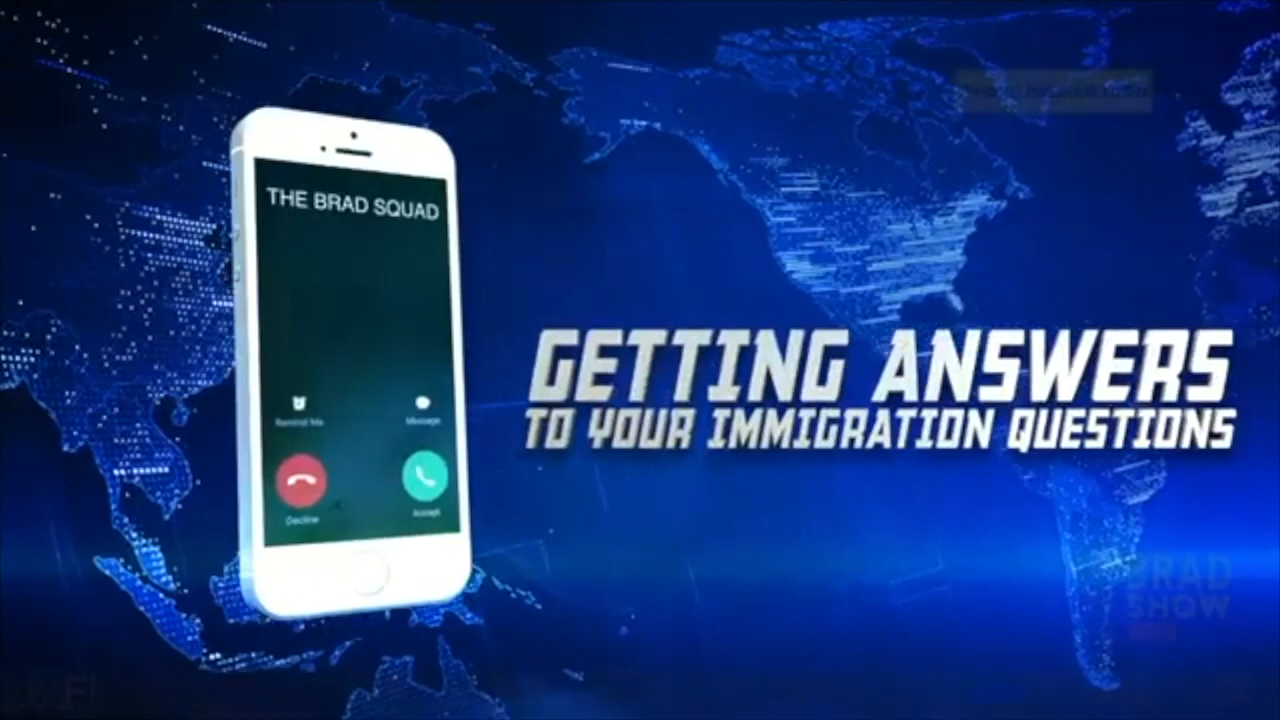 THE BRAD SQUAD
Remind Me
Message
Decline
Accept
GETTING ANSWERS
TO YOUR IMMIGRATION QUESTIONS
BRAD
SHOW